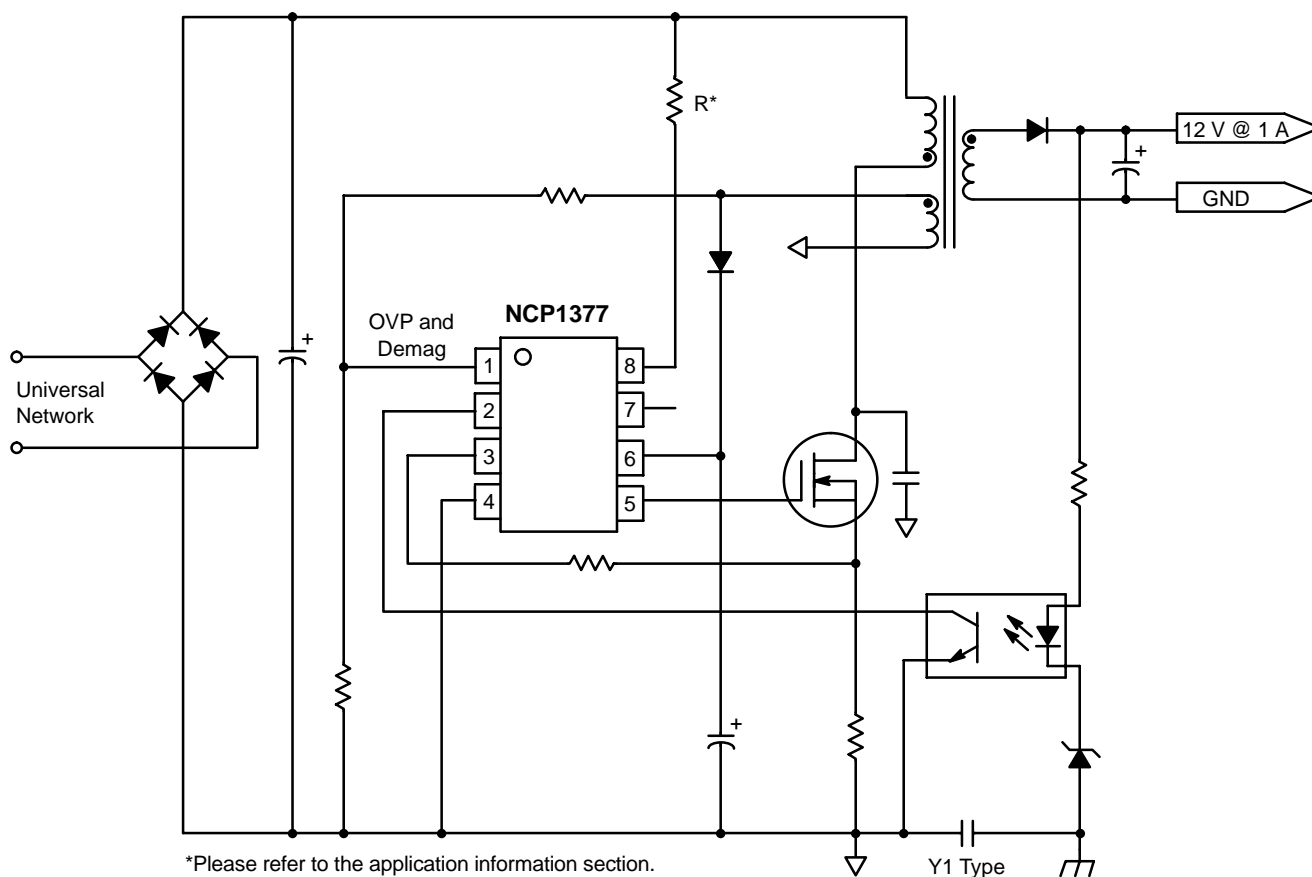 R*
12 V @ 1 A
GND
NCP1377
OVP and
Demag
1
8
2
7
3
6
4
5
+
+
+
Universal
Network
*Please refer to the application information section.
Y1 Type